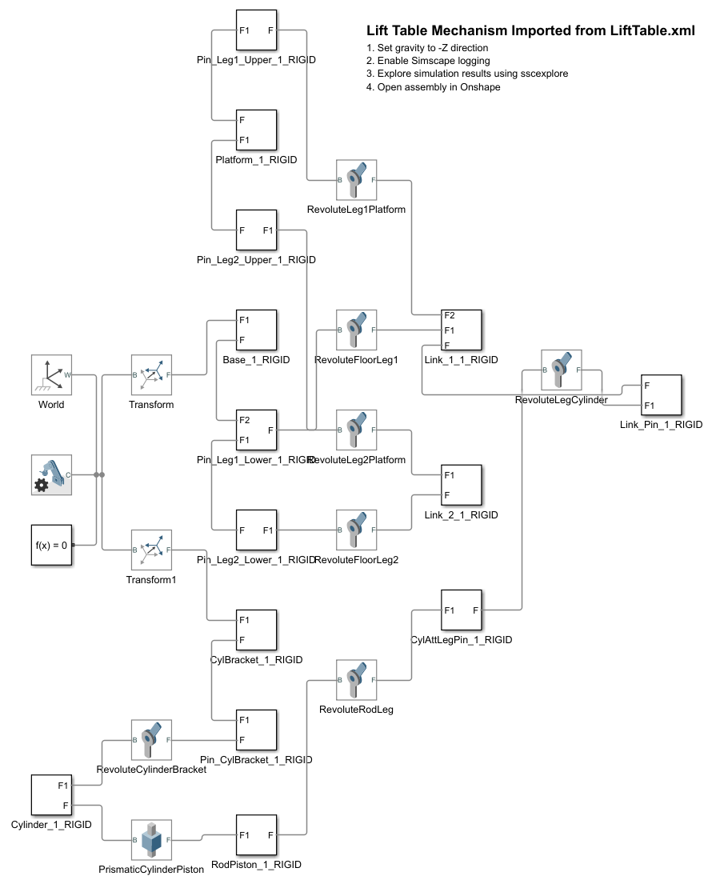 Lift Table Mechanism Imported from LiftTable.xml
1. Set gravity to -Z direction
2. Enable Simscape logging
3. Explore simulation results using sscexplore
4. Open assembly in Onshape
F1 F
Pin_Leg1_Upper_1_RIGID
F
F1
Platform_1_RIGID
B F
RevoluteLeg1Platform
F F1
Pin_Leg2_Upper_1_RIGID
F1
F
Base_1_RIGID
B F
RevoluteFloorLeg1
F2
F1
F
Link_1_1_RIGID
W
World
B F
Transform
B F
RevoluteLegCylinder
F
F1
Link_Pin_1_RIGID
F2
F1
F
Pin_Leg1_Lower_1_RIGID
B F
RevoluteLeg2Platform
C
F1
F
Link_2_1_RIGID
f(x) = 0
B F
Transform1
F F1
Pin_Leg2_Lower_1_RIGID
B F
RevoluteFloorLeg2
F1
F
CylBracket_1_RIGID
F1 F
CylAttLegPin_1_RIGID
B F
RevoluteRodLeg
B F
RevoluteCylinderBracket
F1
F
Pin_CylBracket_1_RIGID
F1
F
Cylinder_1_RIGID
B F
PrismaticCylinderPiston
F1 F
RodPiston_1_RIGID